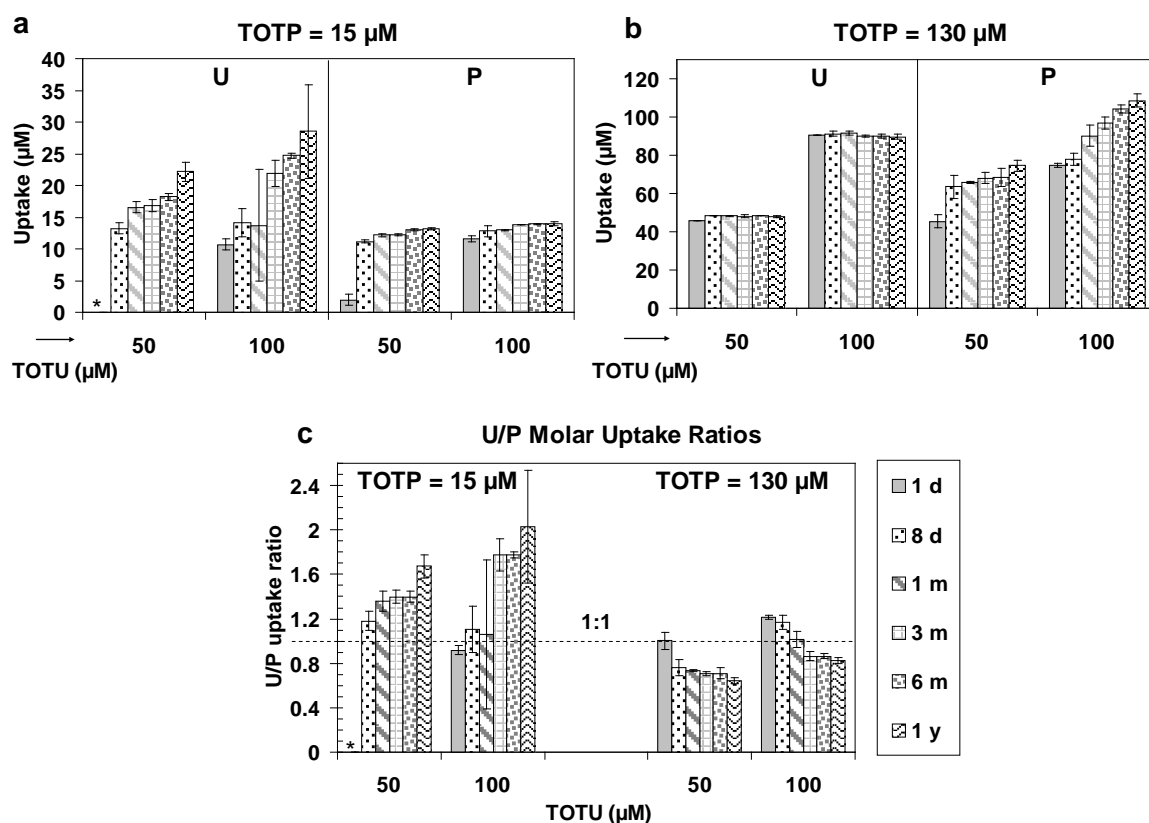 a
TOTP = 15 µM
U
P
Uptake (µM)
40
35
30
25
20
15
10
5
0
*
50
100
50
100
TOTU (µM)
b
TOTP = 130 µM
U
P
Uptake (µM)
120
100
80
60
40
20
0
50
100
50
100
TOTU (µM)
c
U/P Molar Uptake Ratios
TOTP = 15 µM
TOTP = 130 µM
U/P uptake ratio
2.4
2
1.6
1.2
0.8
0.4
0
1:1
*
50
100
50
100
TOTU (µM)
1 d
8 d
1 m
3 m
6 m
1 y